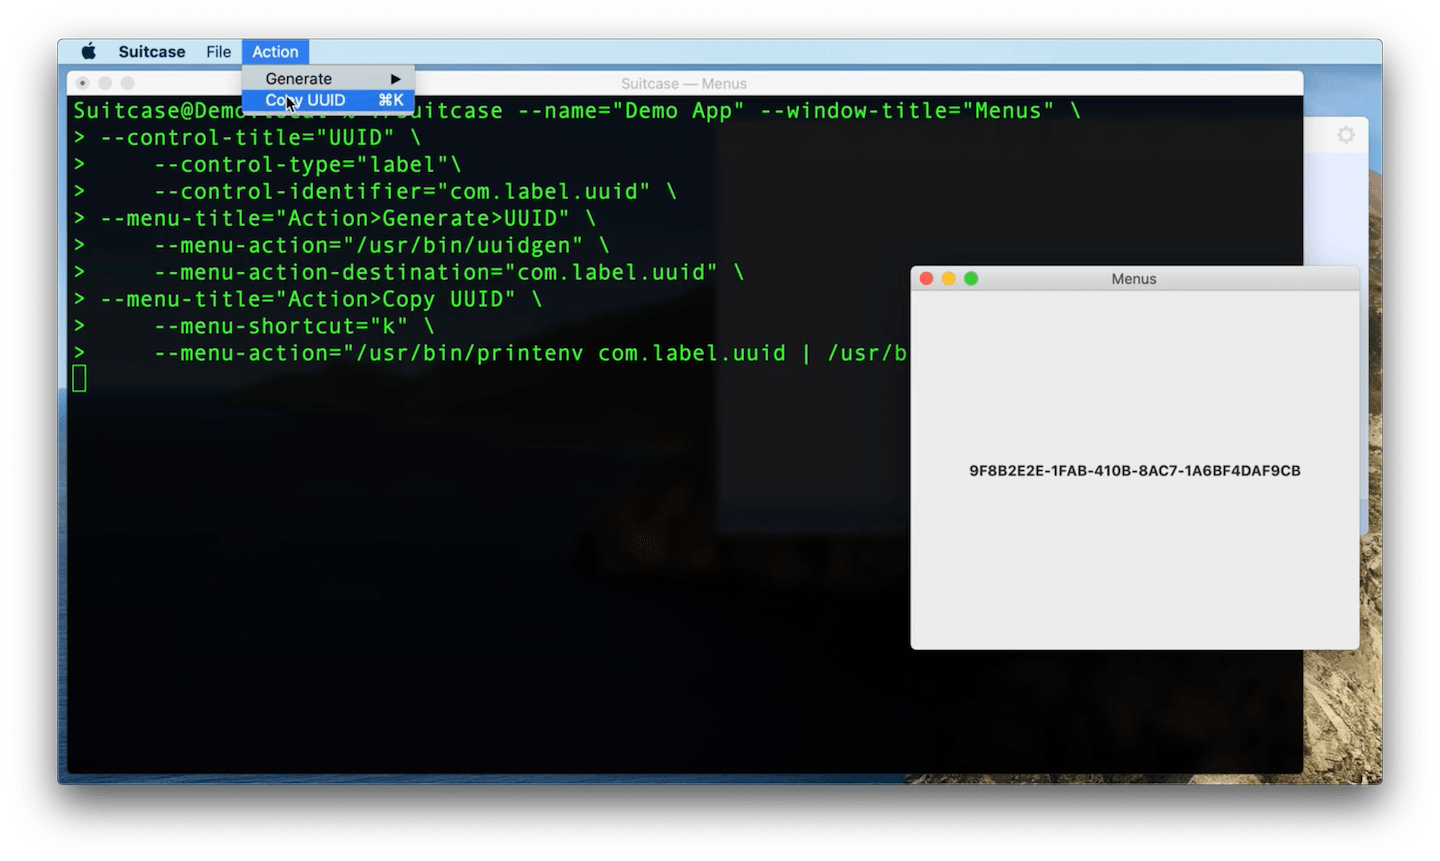 Suitcase File Action
Generate
Copy UUID ⌘K
Suitcase — Menus
Suitcase --name="Demo App" --window-title="Menus" \
> --control-title="UUID" \
> --control-type="label"\
> --control-identifier="com.label.uuid" \
> --menu-title="Action>Generate>UUID" \
> --menu-action="/usr/bin/uuidgen" \
> --menu-action-destination="com.label.uuid" \
> --menu-title="Action>Copy UUID" \
> --menu-shortcut="k" \
> --menu-action="/usr/bin/printenv com.label.uuid | /usr/b
Menus
9F8B2E2E-1FAB-410B-8AC7-1A6BF4DAF9CB